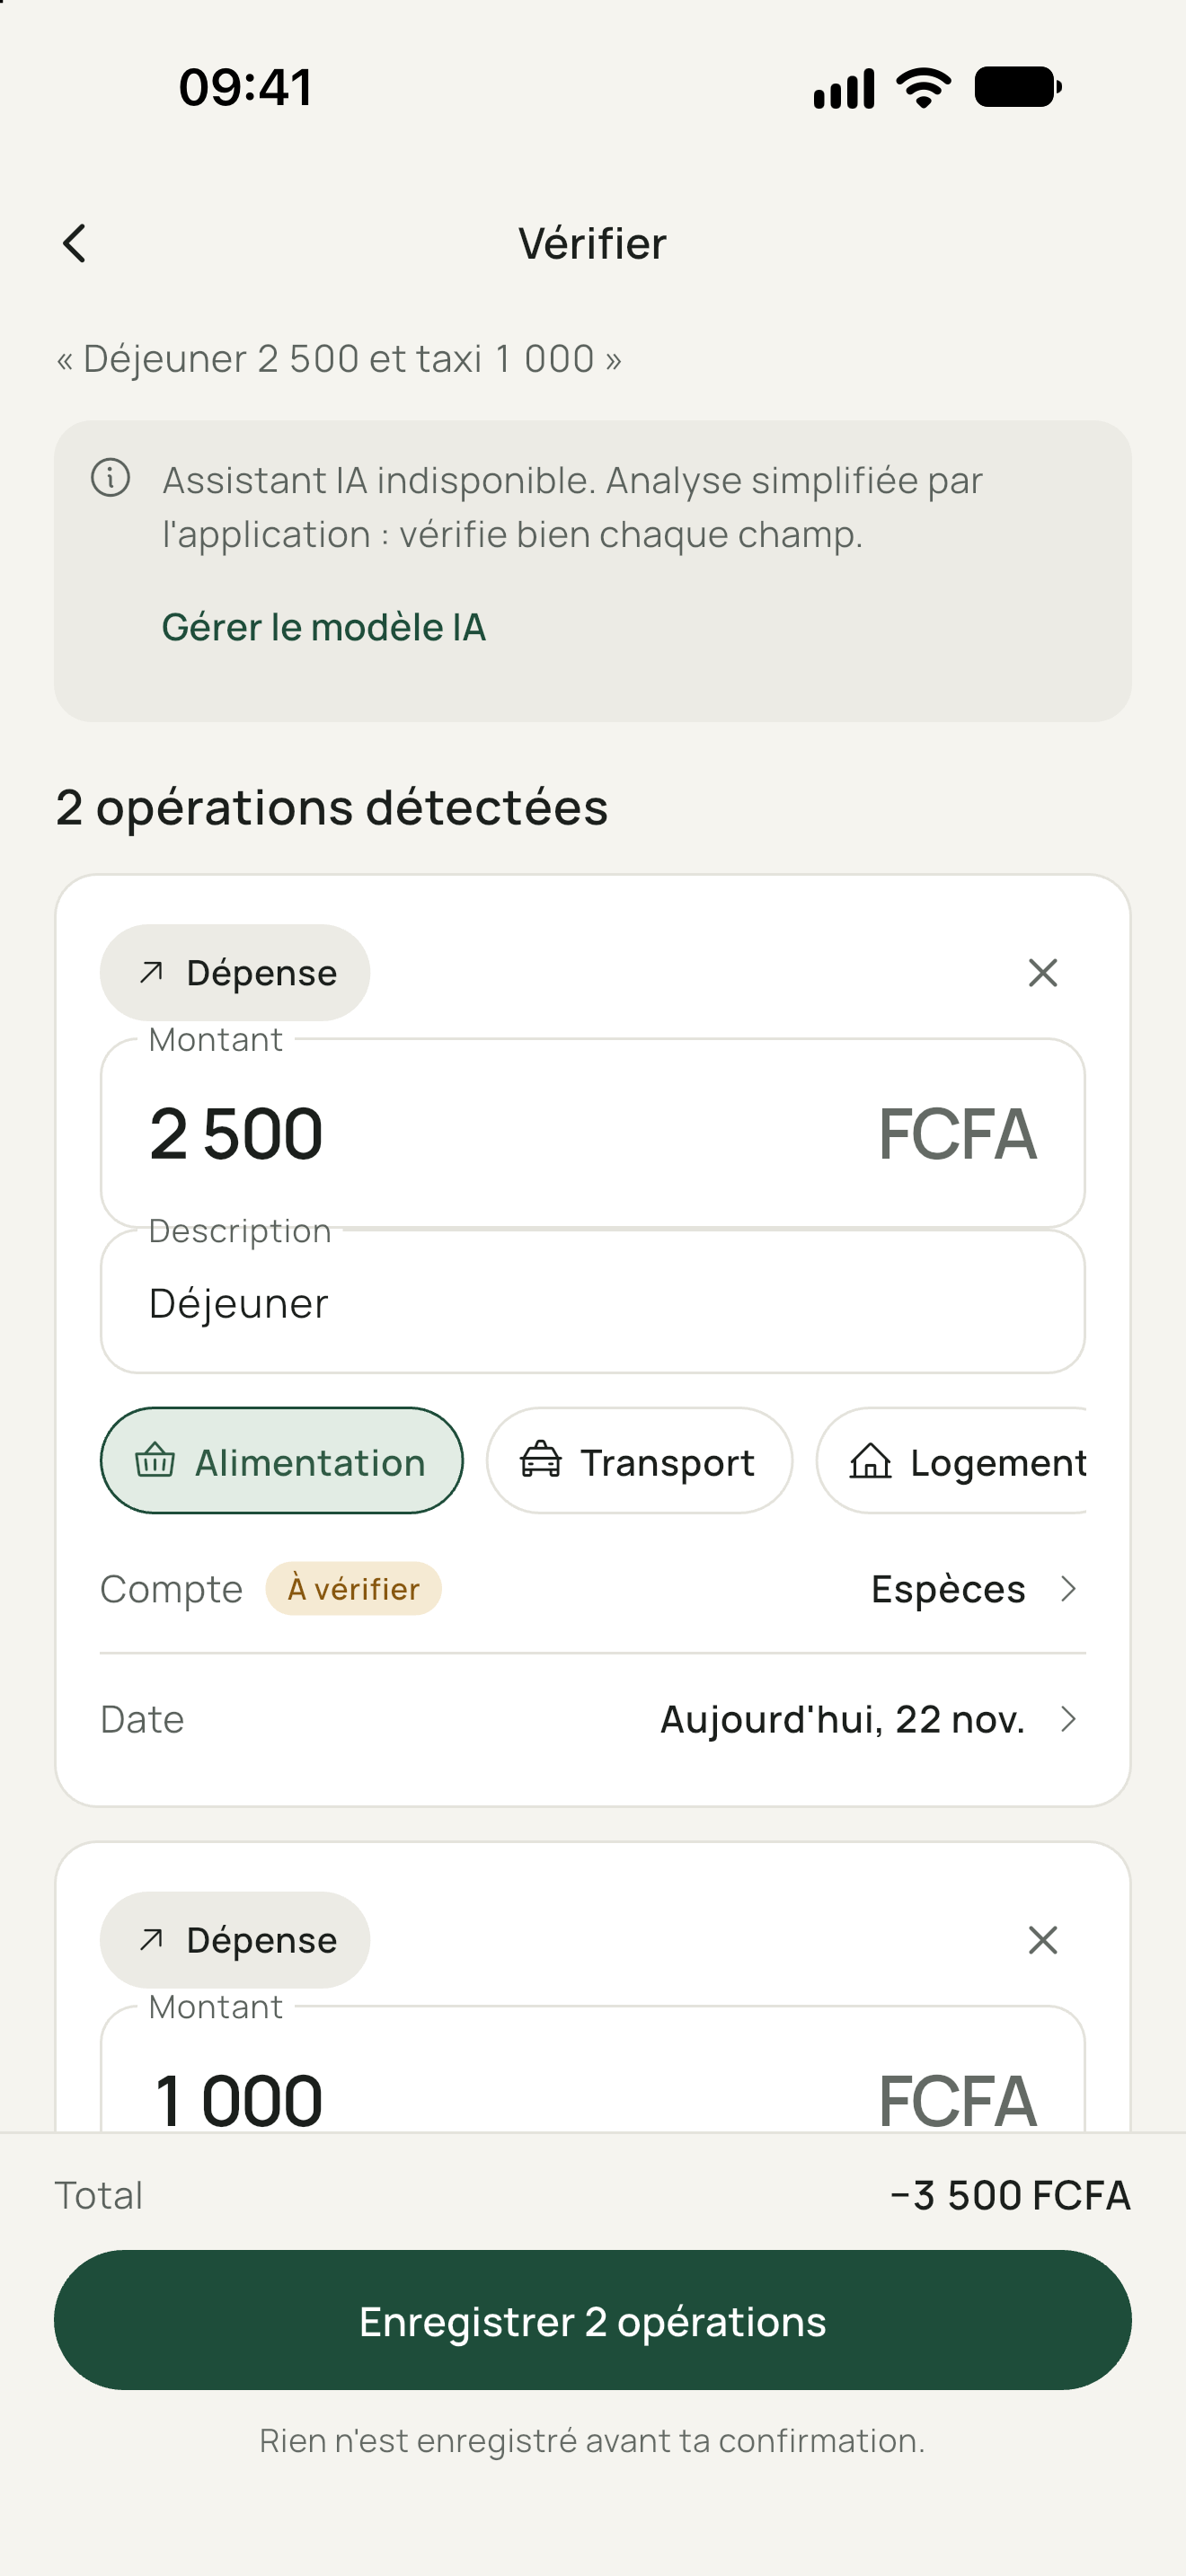 09:41
Vérifier
« Déjeuner 2 500 et taxi 1 000 »
Assistant IA indisponible. Analyse simplifiée par
l'application : vérifie bien chaque champ.
Gérer le modèle IA
2 opérations détectées
Dépense
Montant
2 500 FCFA
Description
Déjeuner
Alimentation Transport Logement
Compte À vérifier Espèces
Date Aujourd'hui, 22 nov.
Dépense
Montant
1 000 FCFA
Total −3 500 FCFA
Enregistrer 2 opérations
Rien n'est enregistré avant ta confirmation.